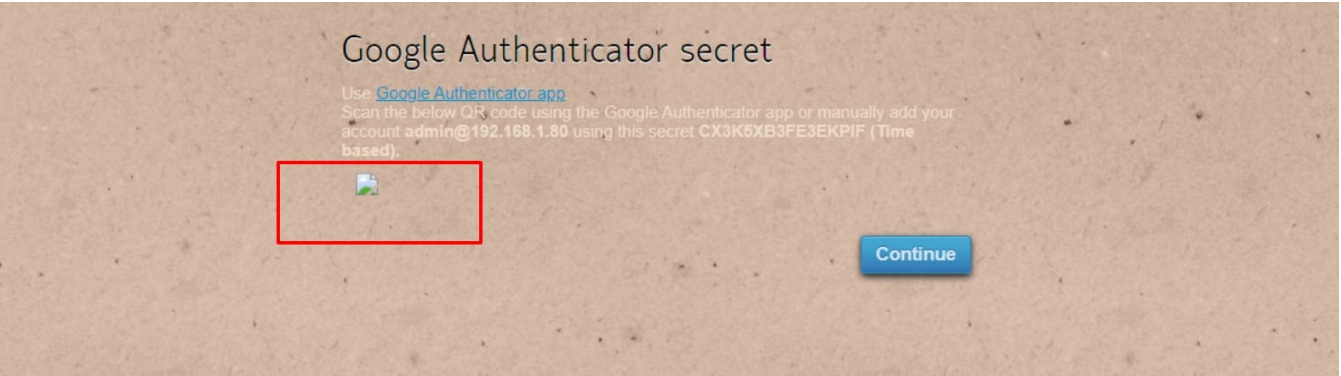 Google Authenticator secret
Use Google Authenticator app
Scan the below QR code using the Google Authenticator app or manually add your
account admin@192.168.1.80 using this secret CX3K5XB3FE3EKPIF (Time
based).
Continue